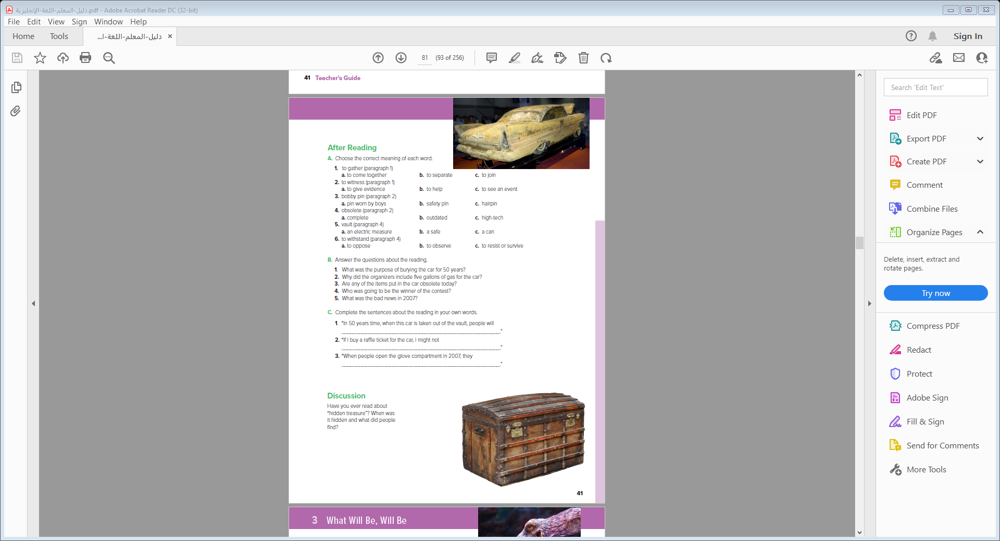 دليل-المعلم-اللغة-الإنجليزية.pdf - Adobe Acrobat Reader DC (32-bit)
File Edit View Sign Window Help
Home Tools دليل-المعلم-اللغة-ا... × Sign In
81 (93 of 256)
41 Teacher's Guide
After Reading
A. Choose the correct meaning of each word.
1. to gather (paragraph 1)
a. to come together b. to separate c. to join
2. to witness (paragraph 1)
a. to give evidence b. to help c. to see an event
3. bobby pin (paragraph 2)
a. pin worn by boys b. safety pin c. hairpin
4. obsolete (paragraph 2)
a. complete b. outdated c. high-tech
5. vault (paragraph 4)
a. an electric measure b. a safe c. a can
6. to withstand (paragraph 4)
a. to oppose b. to observe c. to resist or survive
B. Answer the questions about the reading.
1. What was the purpose of burying the car for 50 years?
2. Why did the organizers include five gallons of gas for the car?
3. Are any of the items put in the car obsolete today?
4. Who was going to be the winner of the contest?
5. What was the bad news in 2007?
C. Complete the sentences about the reading in your own words.
1. “In 50 years time, when this car is taken out of the vault, people will
____.”
2. “If I buy a raffle ticket for the car, I might not
____.”
3. “When people open the glove compartment in 2007, they
____.”
Discussion
Have you ever read about
“hidden treasure”? When was
it hidden and what did people
find?
41
3 What Will Be, Will Be
Search 'Edit Text'
Edit PDF
Export PDF
Create PDF
Comment
Combine Files
Organize Pages
Delete, insert, extract and
rotate pages.
Try now
Compress PDF
Redact
Protect
Adobe Sign
Fill & Sign
Send for Comments
More Tools